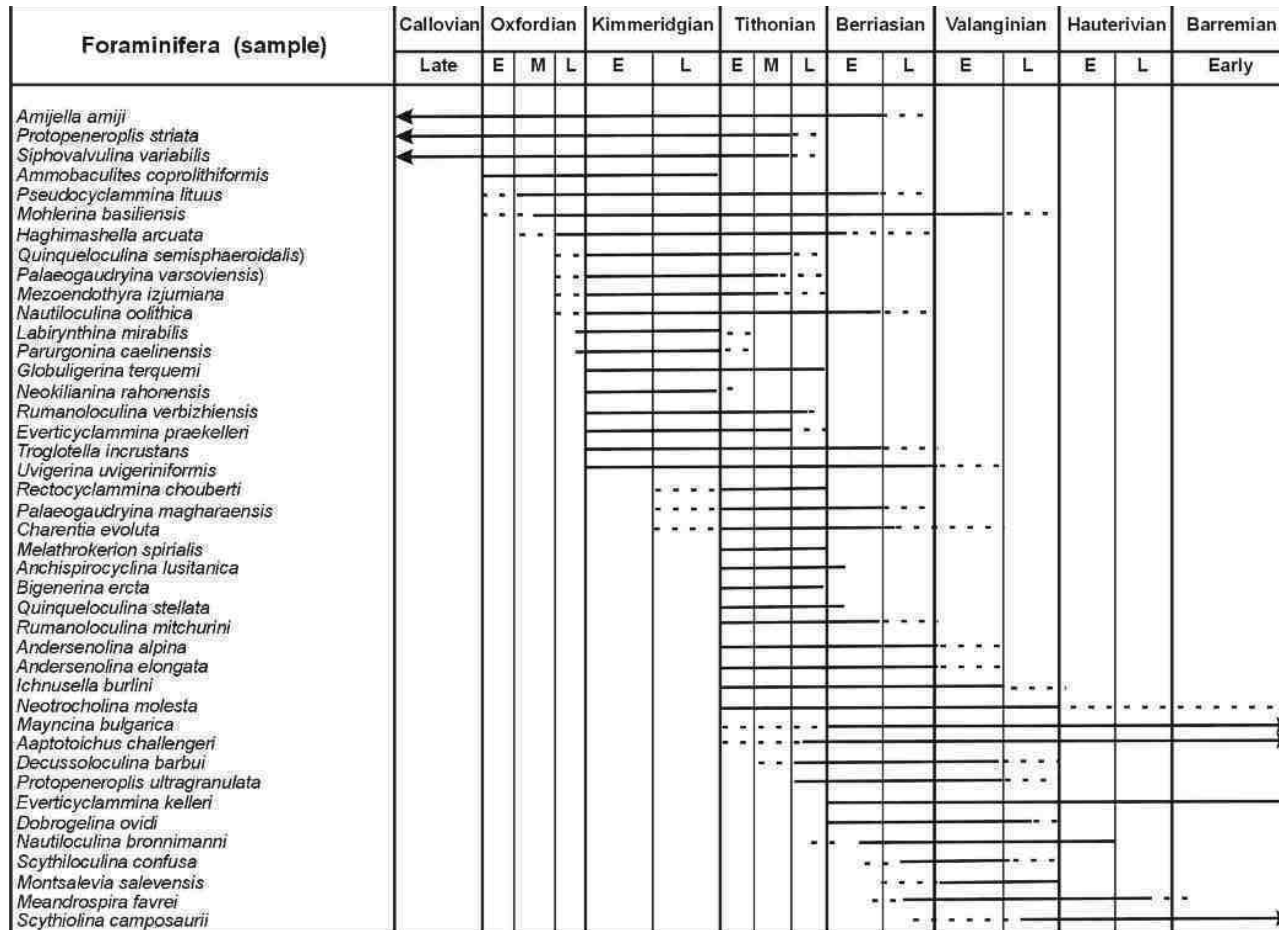 Foraminifera (sample)
Callovian Oxfordian Kimmeridgian Tithonian Berriasian Valanginian Hauterivian Barremian
Late E M L E L E M L E L E L E L Early
Amijella amiji
Protopeneroplis striata
Siphovalvulina variabilis
Ammobaculites coprolithiformis
Pseudocyclammina lituus
Mohlerina basiliensis
Haghimashella arcuata
Quinqueloculina semisphaeroidalis)
Palaeogaudryina varsoviensis)
Mezoendothyra izjumiana
Nautiloculina oolithica
Labirynthina mirabilis
Parurgonina caelinensis
Globuligerina terquemi
Neokilianina rahonensis
Rumanoloculina verbizhiensis
Everticyclammina praekelleri
Troglotella incrustans
Uvigerina uvigeriniformis
Rectocyclammina chouberti
Palaeogaudryina magharaensis
Charentia evoluta
Melathrokerion spirialis
Anchispirocyclina lusitanica
Bigenerina ercta
Quinqueloculina stellata
Rumanoloculina mitchurini
Andersenolina alpina
Andersenolina elongata
Ichnusella burlini
Neotrocholina molesta
Mayncina bulgarica
Aaptotoichus challengeri
Decussoloculina barbui
Protopeneroplis ultragranulata
Everticyclammina kelleri
Dobrogelina ovidi
Nautiloculina bronnimanni
Scythiloculina confusa
Montsalevia salevensis
Meandrospira favrei
Scythiolina camposaurii